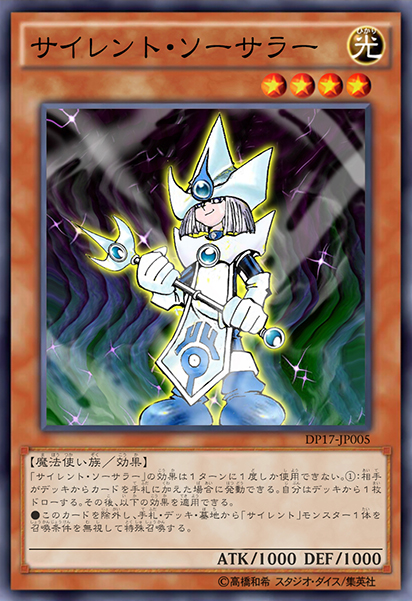 サイレント・ソーサラー
光
DP17-JP005
【魔法使い族／効果】
「サイレント・ソーサラー」の効果は１ターンに１度しか使用できない。①：相手
がデッキからカードを手札に加えた場合に発動できる。自分はデッキから１枚
ドローする。その後、以下の効果を適用できる。
●このカードを除外し、手札・デッキ・墓地から「サイレント」モンスター１体を
召喚条件を無視して特殊召喚する。
ATK/1000 DEF/1000
©高橋和希 スタジオ・ダイス/集英社